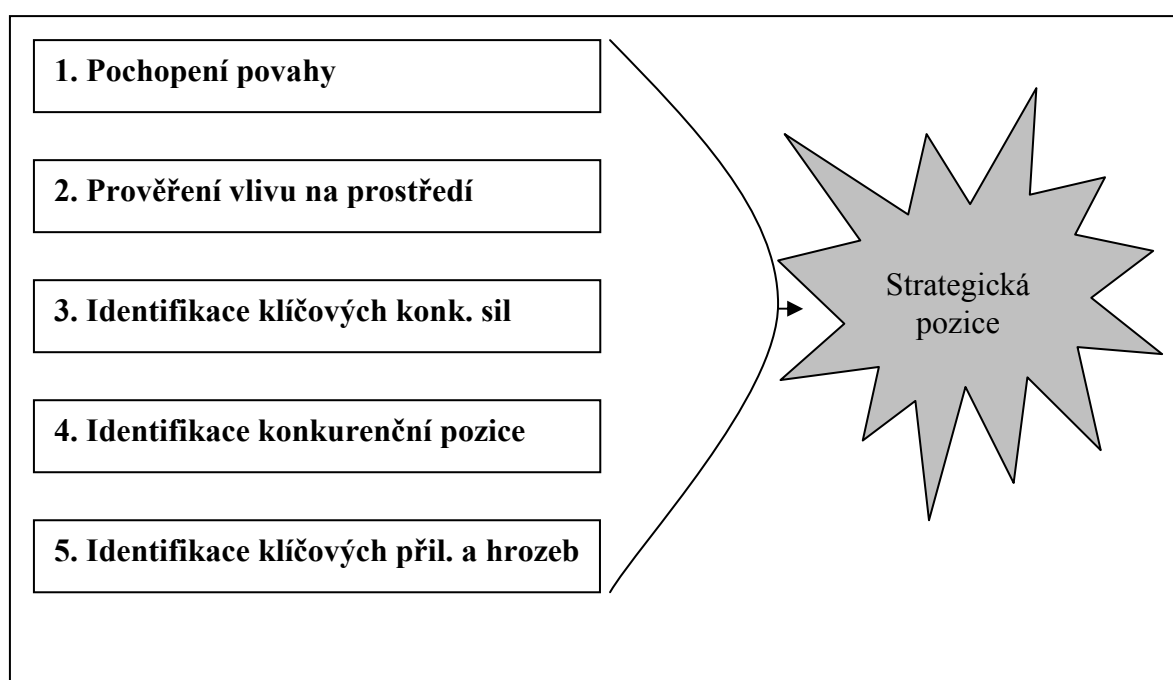 1. Pochopení povahy
2. Prověření vlivu na prostředí
3. Identifikace klíčových konk. sil
4. Identifikace konkurenční pozice
5. Identifikace klíčových přil. a hrozeb
Strategická
pozice